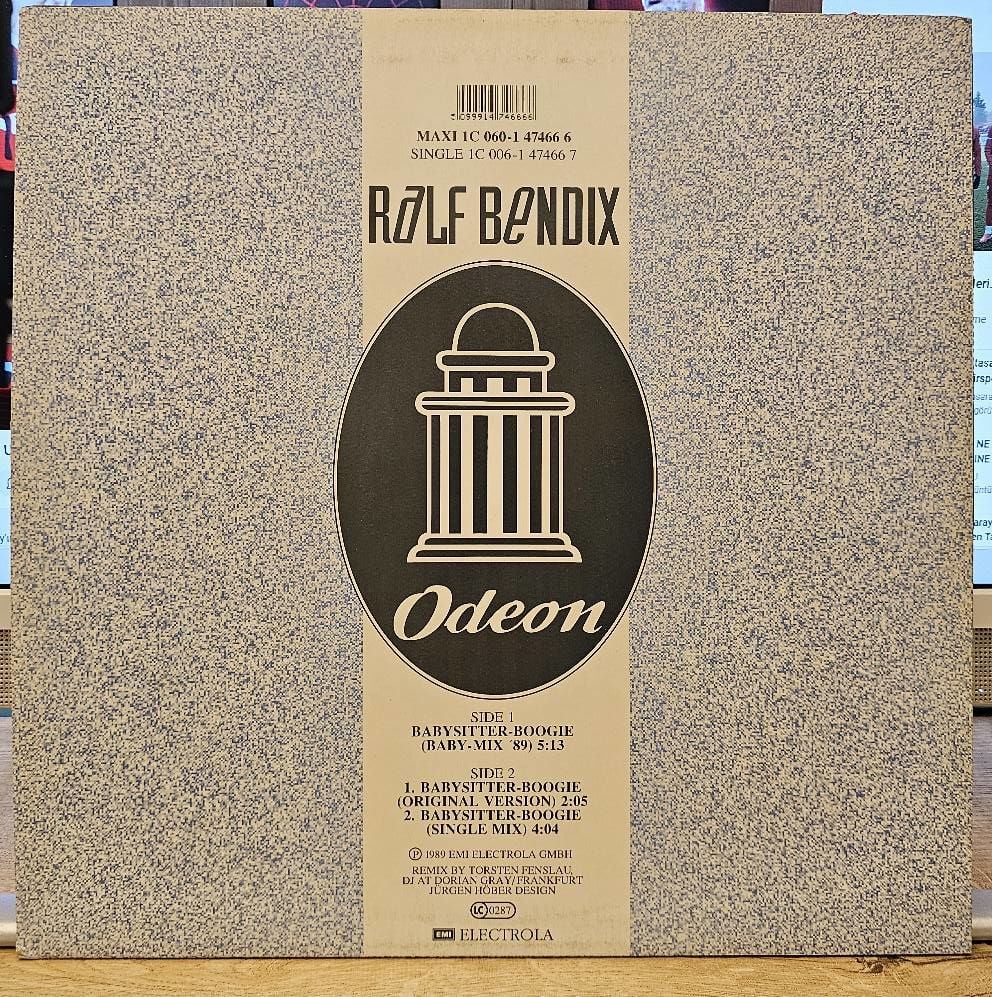 5 099914 746666
MAXI 1C 060-1 47466 6
SINGLE 1C 006-1 47466 7
RaLF BeNDIX
Odeon
SIDE 1
BABYSITTER-BOOGIE
(BABY-MIX ´89) 5:13
SIDE 2
1. BABYSITTER-BOOGIE
(ORIGINAL VERSION) 2:05
2. BABYSITTER-BOOGIE
(SINGLE MIX) 4:04
Ⓟ 1989 EMI ELECTROLA GMBH
REMIX BY TORSTEN FENSLAU,
DJ AT DORIAN GRAY/FRANKFURT
JÜRGEN HÖBER DESIGN
LC 0287
EMI ELECTROLA